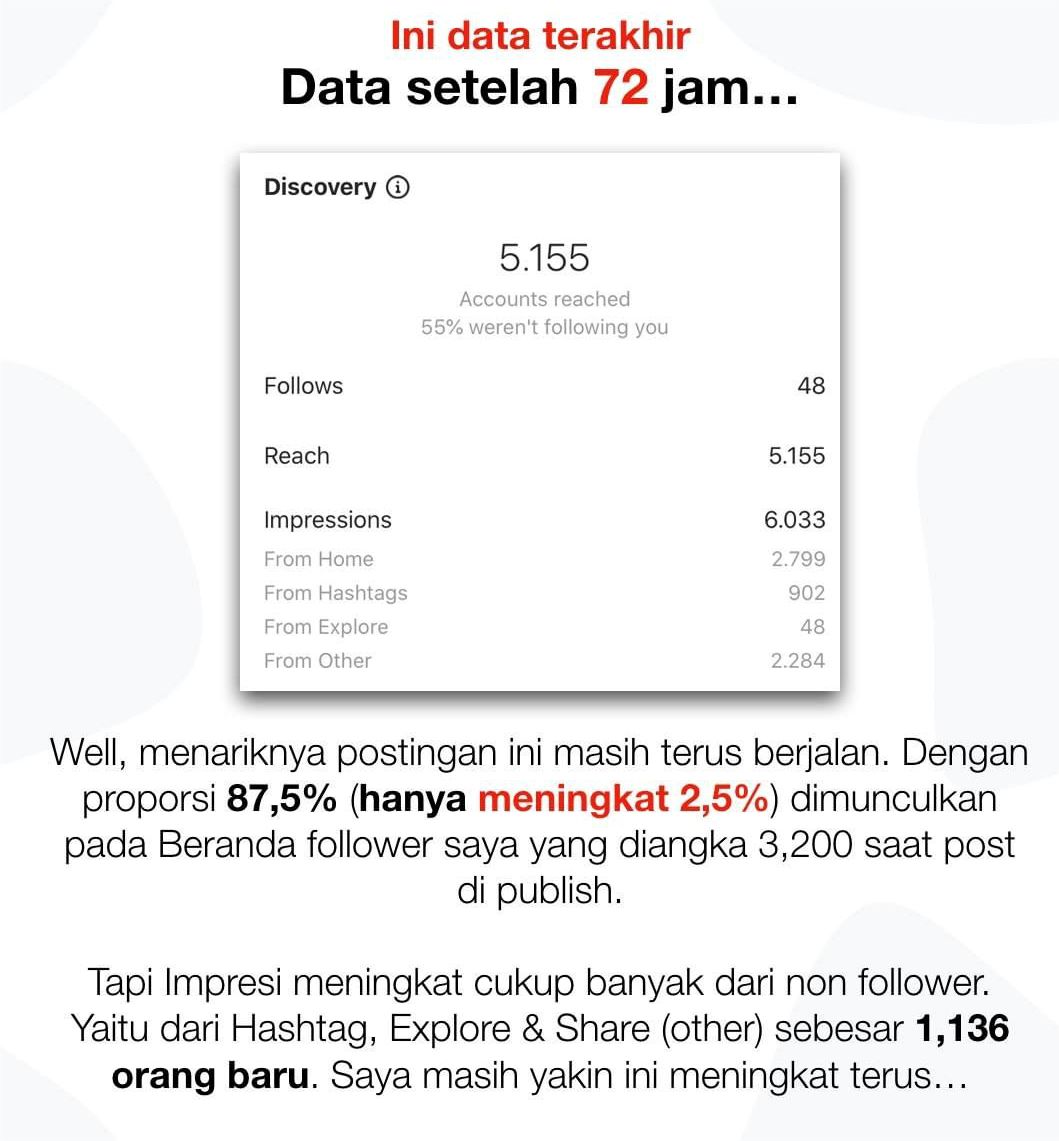 Ini data terakhir
Data setelah 72 jam...
Discovery
5.155
Accounts reached
55% weren't following you
Follows 48
Reach 5.155
Impressions 6.033
From Home 2.799
From Hashtags 902
From Explore 48
From Other 2.284
Well, menariknya postingan ini masih terus berjalan. Dengan
proporsi 87,5% (hanya meningkat 2,5%) dimunculkan
pada Beranda follower saya yang diangka 3,200 saat post
di publish.
Tapi Impresi meningkat cukup banyak dari non follower.
Yaitu dari Hashtag, Explore & Share (other) sebesar 1,136
orang baru. Saya masih yakin ini meningkat terus...